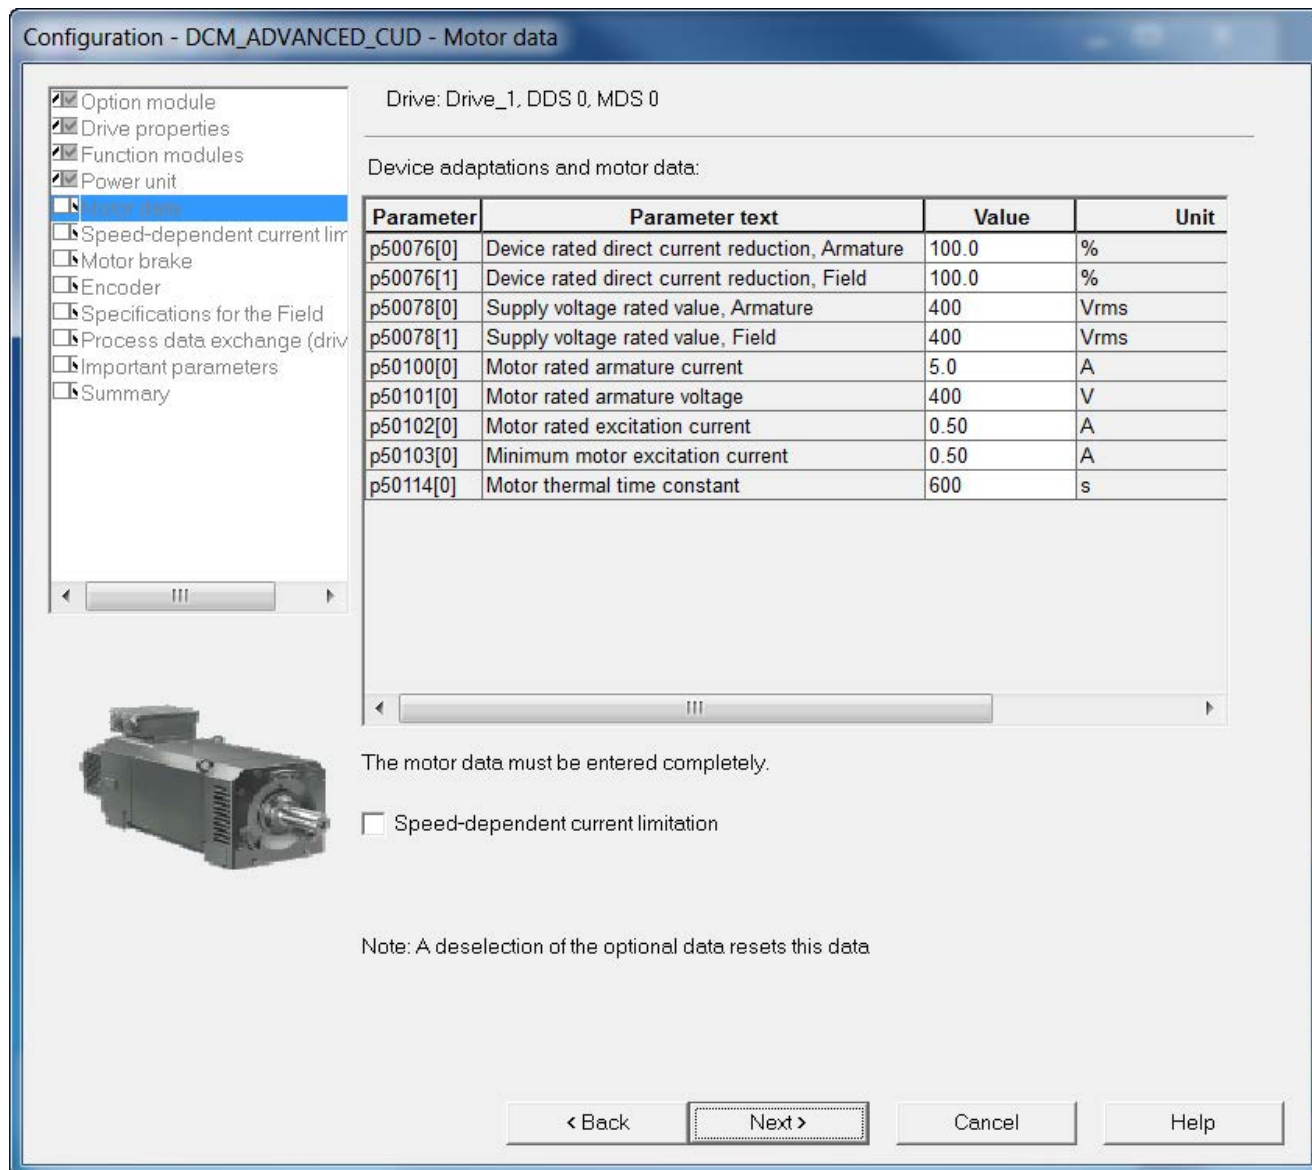 Configuration - DCM_ADVANCED_CUD - Motor data
Option module
Drive properties
Function modules
Power unit
Motor data
Speed-dependent current lim
Motor brake
Encoder
Specifications for the Field
Process data exchange (driv
Important parameters
Summary
Drive: Drive_1, DDS 0, MDS 0
Device adaptations and motor data:
Parameter Parameter text Value Unit
p50076[0] Device rated direct current reduction, Armature 100.0 %
p50076[1] Device rated direct current reduction, Field 100.0 %
p50078[0] Supply voltage rated value, Armature 400 Vrms
p50078[1] Supply voltage rated value, Field 400 Vrms
p50100[0] Motor rated armature current 5.0 A
p50101[0] Motor rated armature voltage 400 V
p50102[0] Motor rated excitation current 0.50 A
p50103[0] Minimum motor excitation current 0.50 A
p50114[0] Motor thermal time constant 600 s
The motor data must be entered completely.
Speed-dependent current limitation
Note: A deselection of the optional data resets this data
< Back Next > Cancel Help